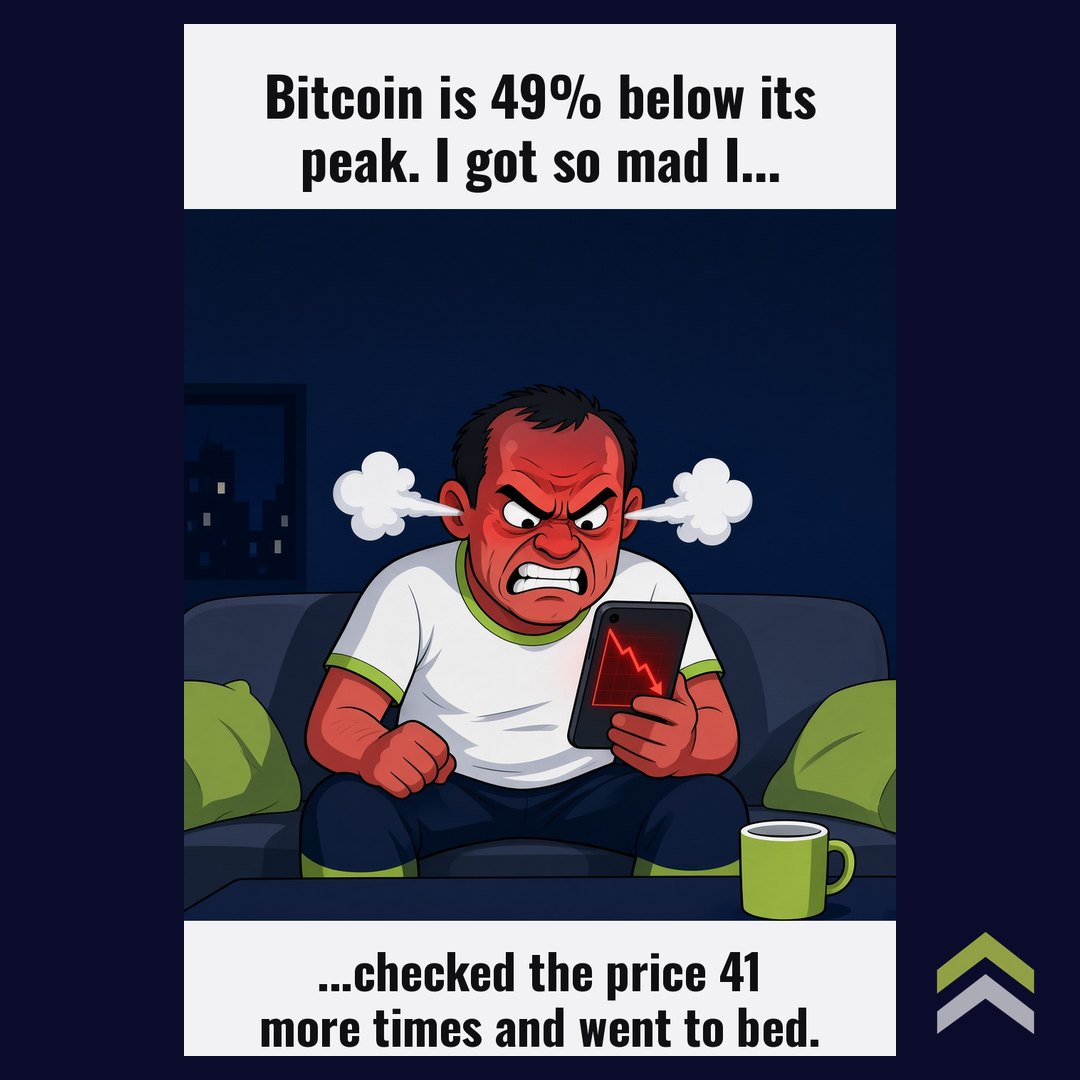 Bitcoin is 49% below its
peak. I got so mad I...
...checked the price 41
more times and went to bed.